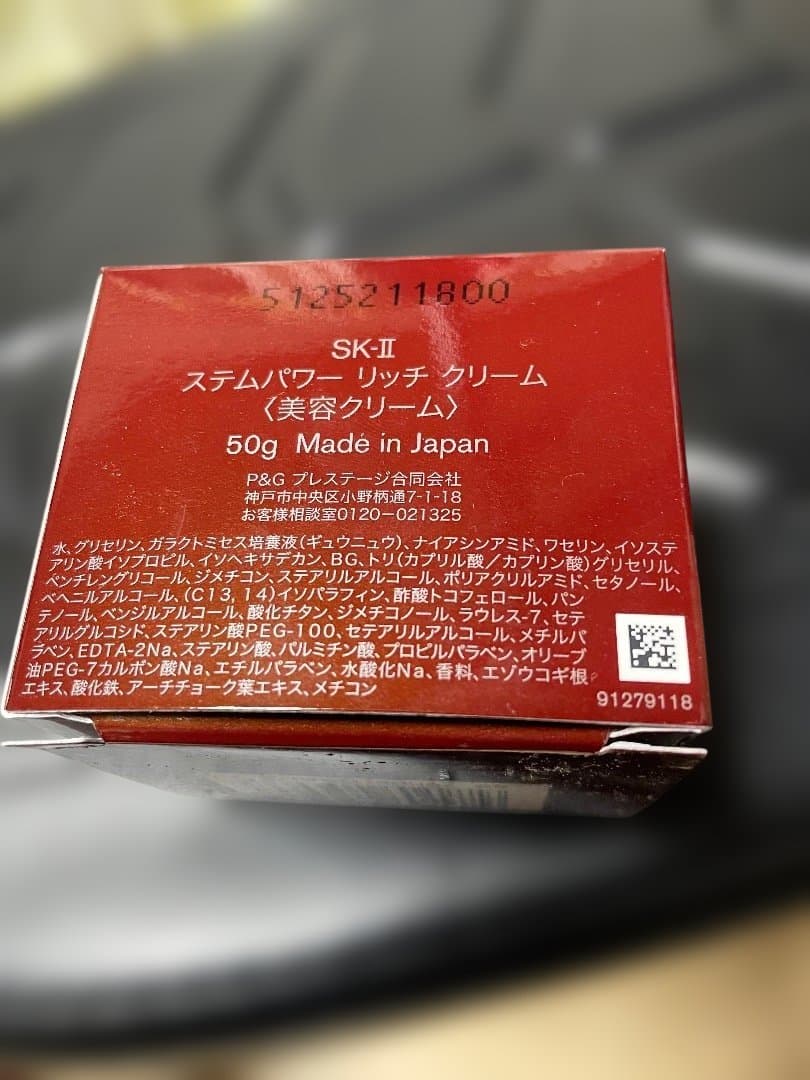 5125211800
SK-Ⅱ
ステムパワー リッチ クリーム
〈美容クリーム〉
50g Made in Japan
P&G プレステージ合同会社
神戸市中央区小野柄通7-1-18
お客様相談室0120-021325
水、グリセリン、ガラクトミセス培養液(ギュウニュウ)、ナイアシンアミド、ワセリン、イソステ
アリン酸イソプロピル、イソヘキサデカン、BG、トリ(カプリル酸/カプリン酸)グリセリル、
ペンチレングリコール、ジメチコン、ステアリルアルコール、ポリアクリルアミド、セタノール、
ベヘニルアルコール、(C13, 14)イソパラフィン、酢酸トコフェロール、パン
テノール、ベンジルアルコール、酸化チタン、ジメチコノール、ラウレス-7、セテ
アリルグルコシド、ステアリン酸PEG-100、セテアリルアルコール、メチルパ
ラベン、EDTA-2Na、ステアリン酸、パルミチン酸、プロピルパラベン、オリーブ
油PEG-7カルボン酸Na、エチルパラベン、水酸化Na、香料、エゾウコギ根
エキス、酸化鉄、アーチチョーク葉エキス、メチコン
91279118